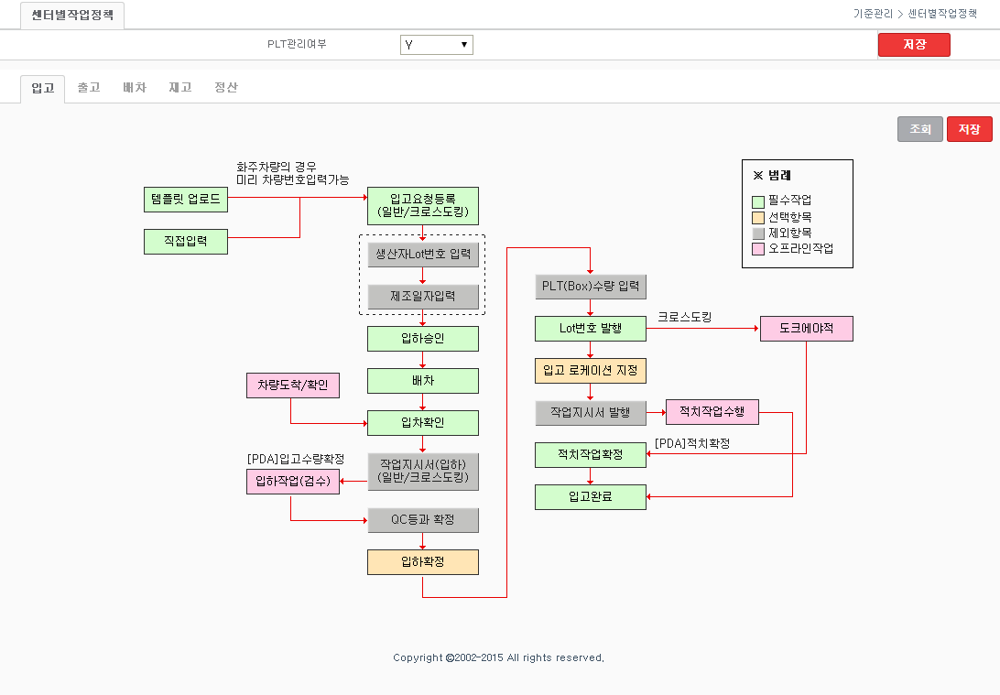 센터별작업정책
기준관리 > 센터별작업정책
PLT관리여부
Y
저장
입고
출고
배차
재고
정산
조회
저장
화주차량의 경우
미리 차량번호입력가능
템플릿 업로드
직접입력
입고요청등록
(일반/크로스도킹)
생산자Lot번호 입력
제조일자입력
입하승인
배차
차량도착/확인
입차확인
[PDA]입고수량확정
작업지시서(입하)
(일반/크로스도킹)
입하작업(검수)
QC등과 확정
입하확정
PLT(Box)수량 입력
Lot번호 발행
크로스도킹
도크에야적
입고 로케이션 지정
작업지시서 발행
적치작업수행
[PDA]적치확정
적치작업확정
입고완료
※ 범례
필수작업
선택항목
제외항목
오프라인작업
Copyright ©2002-2015 All rights reserved.